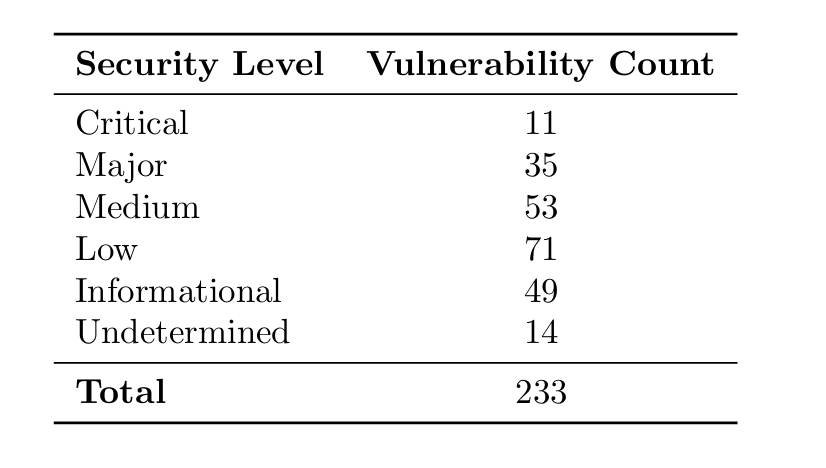 Security Level Vulnerability Count
Critical 11
Major 35
Medium 53
Low 71
Informational 49
Undetermined 14
Total 233